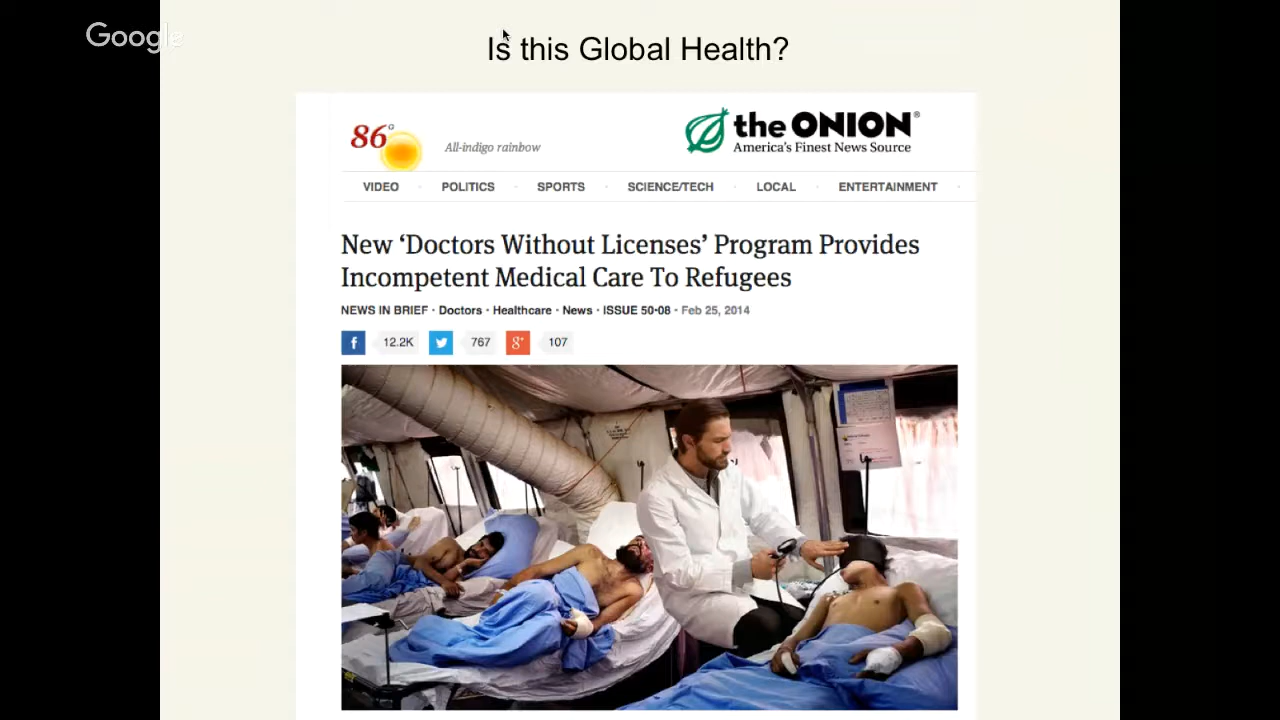 Google
Is this Global Health?
86°
All-indigo rainbow
the ONION®
America's Finest News Source
VIDEO · POLITICS · SPORTS · SCIENCE/TECH · LOCAL · ENTERTAINMENT ·
New ‘Doctors Without Licenses’ Program Provides
Incompetent Medical Care To Refugees
NEWS IN BRIEF · Doctors · Healthcare · News · ISSUE 50•08 · Feb 25, 2014
f 12.2K 767 g+ 107